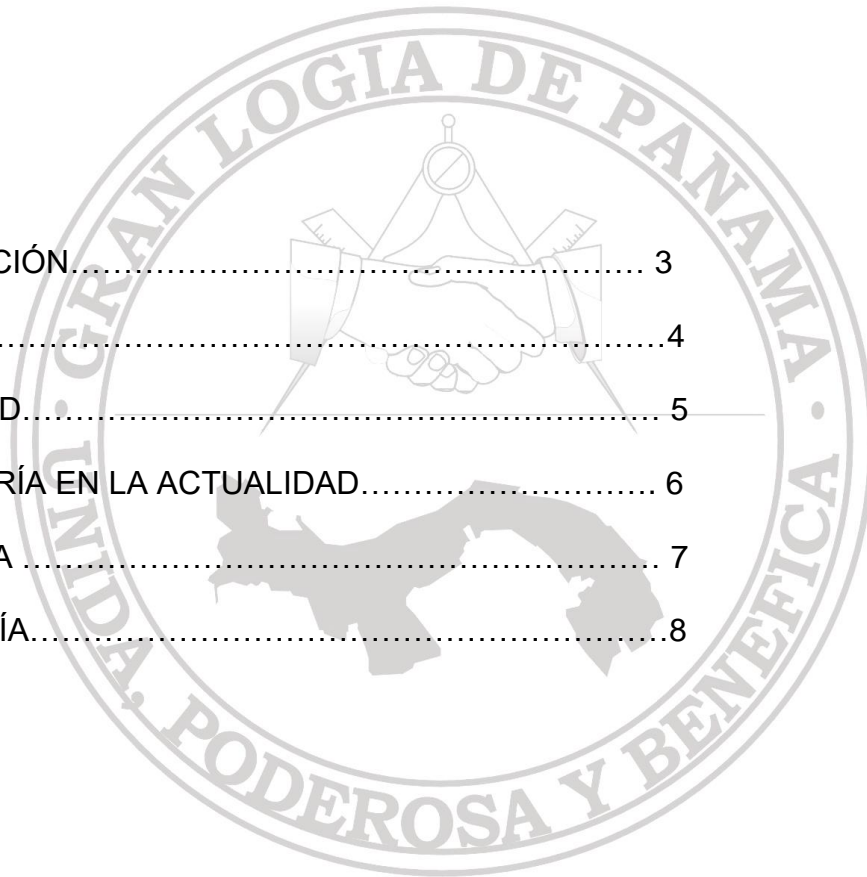 GRAN LOGIA DE PANAMA
CIÓN………………………………………………… 3
……………………………………………………….4
D……………………………………………………… 5
RÍA EN LA ACTUALIDAD……………………….. 6
A ……………………………………………………… 7
ÍA……………………………………………………….8
• UNIDA, PODEROSA Y BENEFICA •